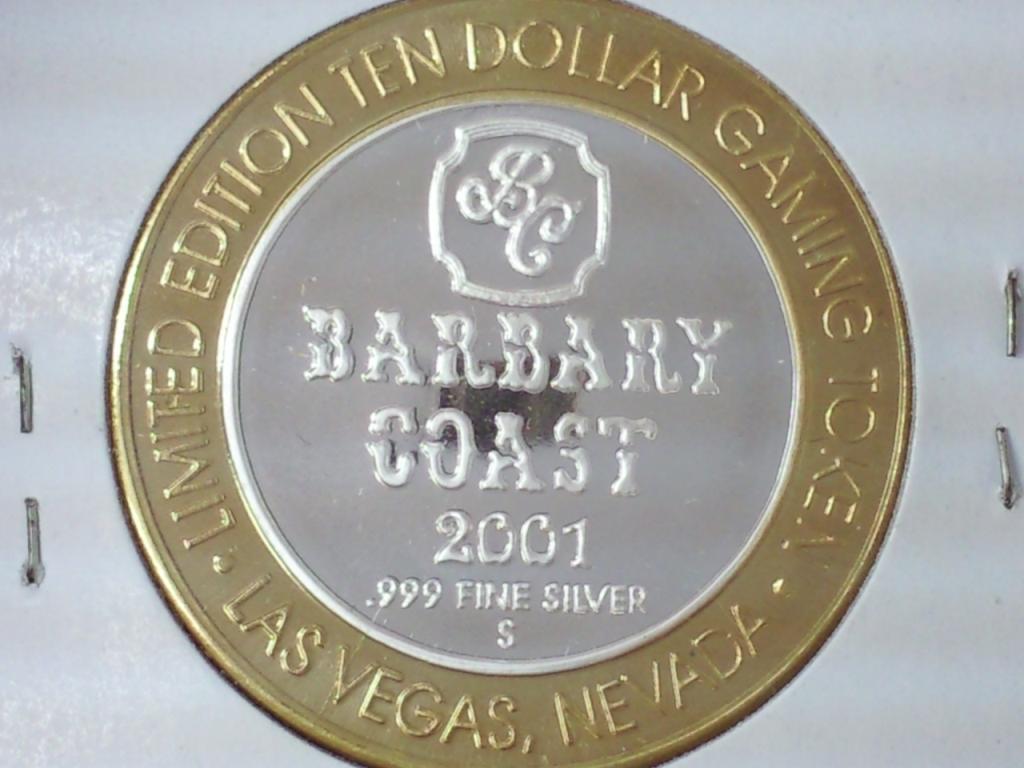 LIMITED EDITION TEN DOLLAR GAMING TOKEN
BC
BARBARY
COAST
2001
.999 FINE SILVER
S
• LAS VEGAS, NEVADA •